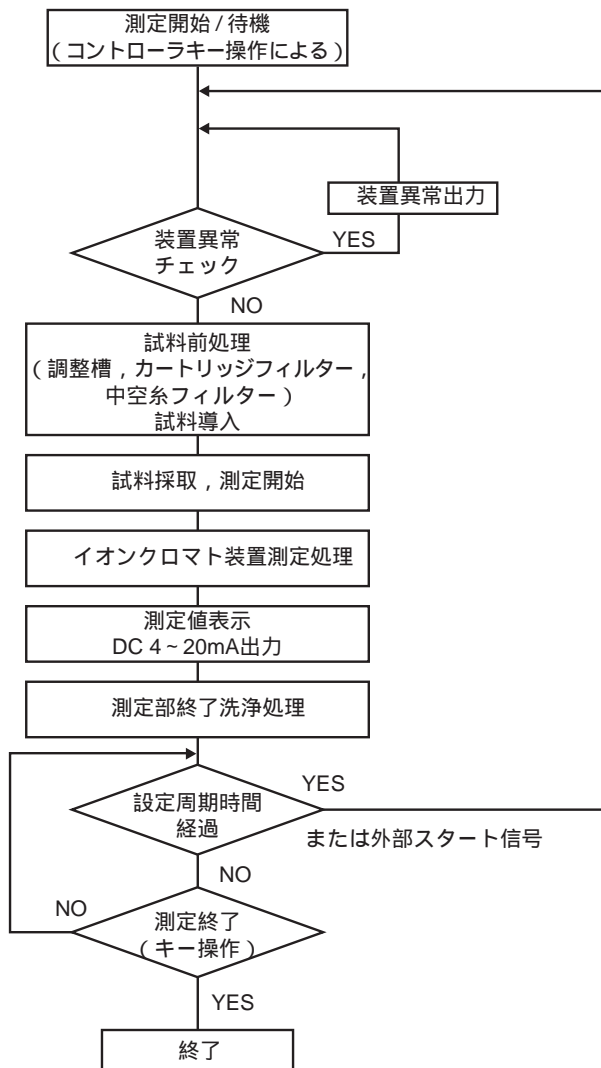 測定開始 / 待機
（コントローラキー操作による）
装置異常出力
装置異常
チェック
YES
NO
試料前処理
（調整槽，カートリッジフィルター，
中空糸フィルター）
試料導入
試料採取，測定開始
イオンクロマト装置測定処理
測定値表示
DC 4～20mA出力
測定部終了洗浄処理
設定周期時間
経過
YES
または外部スタート信号
NO
測定終了
（キー操作）
NO
YES
終了